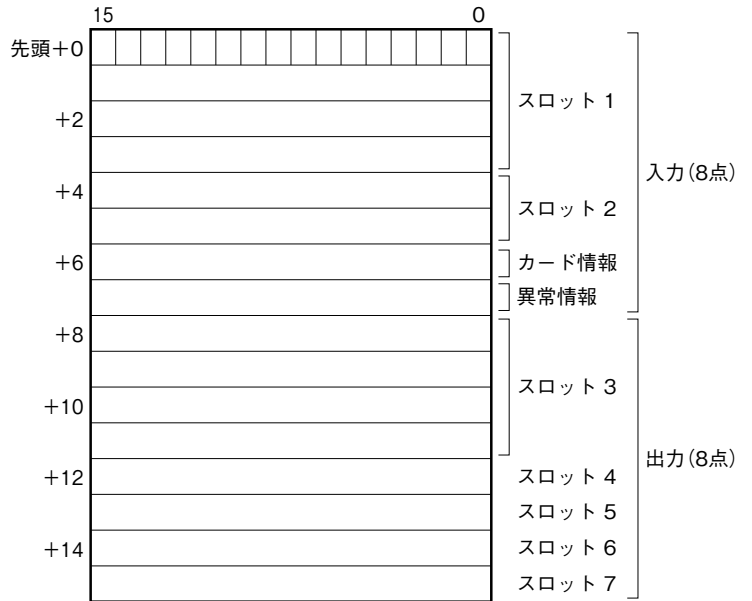 15 0
先頭+0
スロット 1
+2
入力(8点)
+4
スロット 2
+6
カード情報
異常情報
+8
スロット 3
+10
出力(8点)
+12
スロット 4
スロット 5
+14
スロット 6
スロット 7